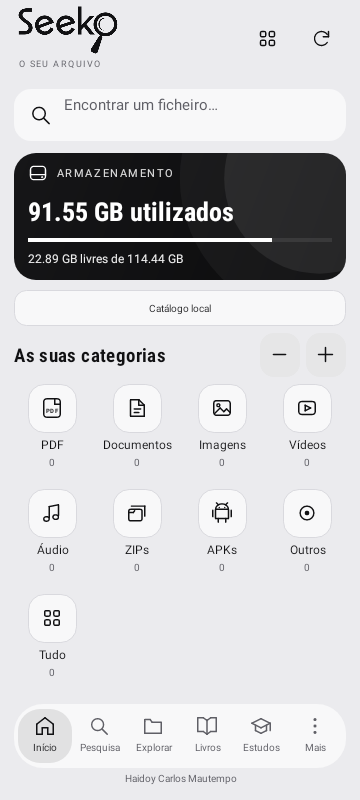 Seeko
O SEU ARQUIVO
Encontrar um ficheiro...
ARMAZENAMENTO
91.55 GB utilizados
22.89 GB livres de 114.44 GB
Catálogo local
As suas categorias
PDF
PDF Documentos Imagens Vídeos
0 0 0 0
Áudio ZIPs APKs Outros
0 0 0 0
Tudo
0
Início Pesquisa Explorar Livros Estudos Mais
Haidoy Carlos Mautempo